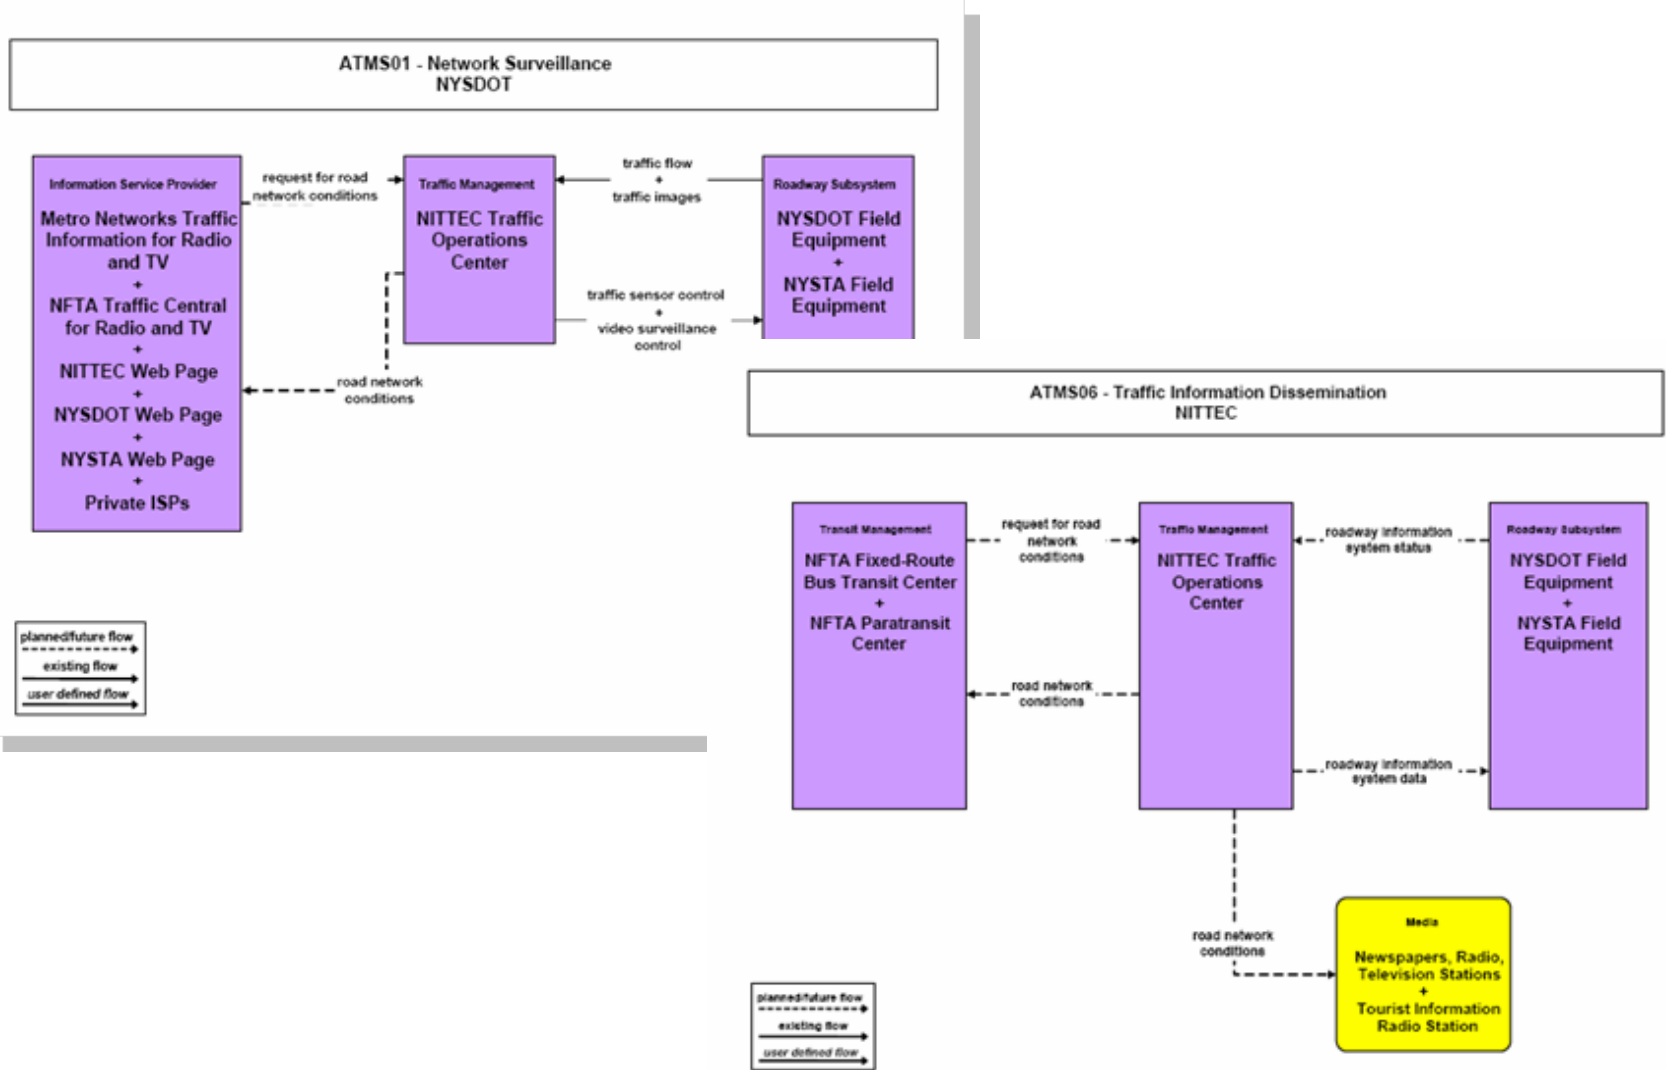 ATMS01 - Network Surveillance
NYSDOT
Information Service Provider
Metro Networks Traffic
Information for Radio
and TV
+
NFTA Traffic Central
for Radio and TV
+
NITTEC Web Page
+
NYSDOT Web Page
+
NYSTA Web Page
+
Private ISPs
request for road
network conditions
road network
conditions
Traffic Management
NITTEC Traffic
Operations
Center
traffic flow
+
traffic images
traffic sensor control
+
video surveillance
control
Roadway Subsystem
NYSDOT Field
Equipment
+
NYSTA Field
Equipment
planned/future flow
existing flow
user defined flow
ATMS06 - Traffic Information Dissemination
NITTEC
Transit Management
NFTA Fixed-Route
Bus Transit Center
+
NFTA Paratransit
Center
request for road
network
conditions
road network
conditions
Traffic Management
NITTEC Traffic
Operations
Center
roadway information
system status
roadway information
system data
Roadway Subsystem
NYSDOT Field
Equipment
+
NYSTA Field
Equipment
road network
conditions
Media
Newspapers, Radio,
Television Stations
+
Tourist Information
Radio Station
planned/future flow
existing flow
user defined flow